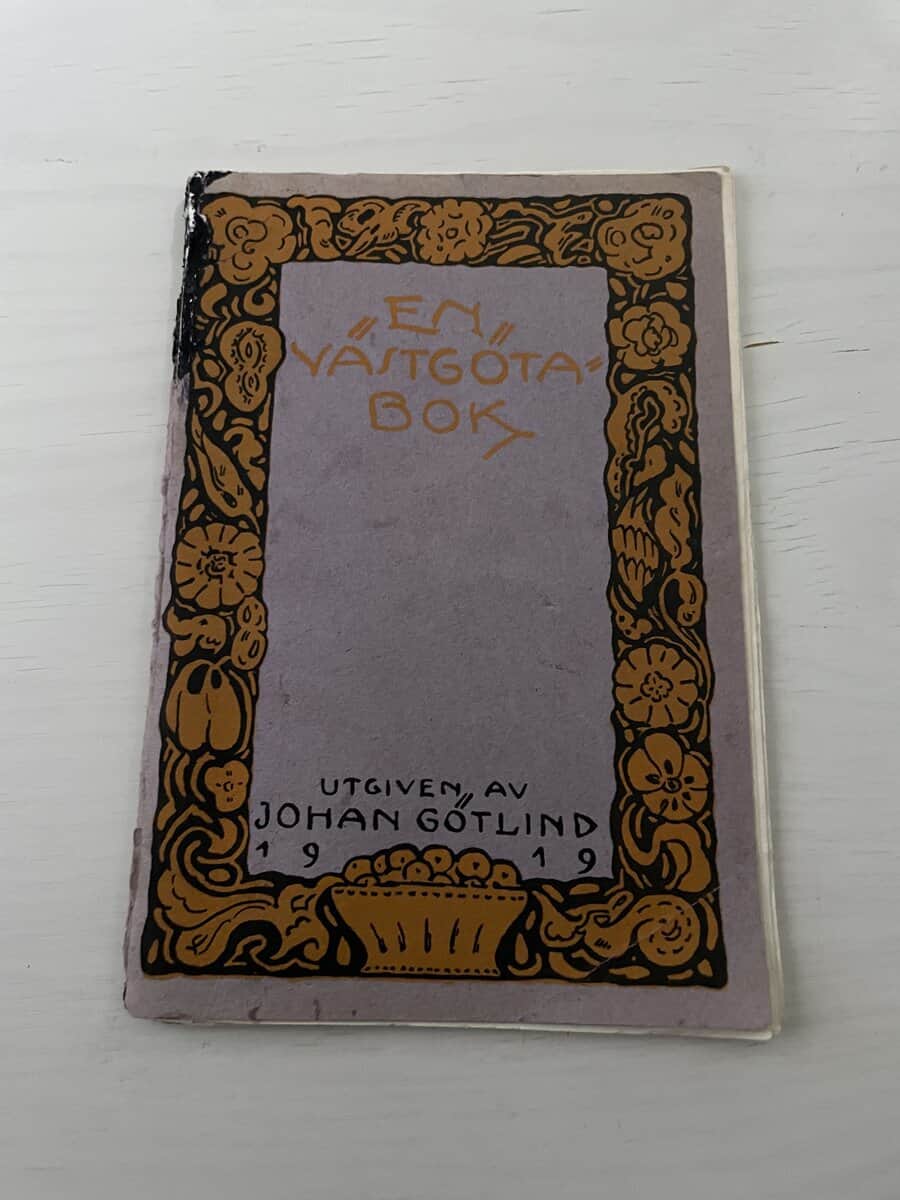 EN
VÄSTGÖTA-
BOK
UTGIVEN AV
JOHAN GÖTLIND
1919